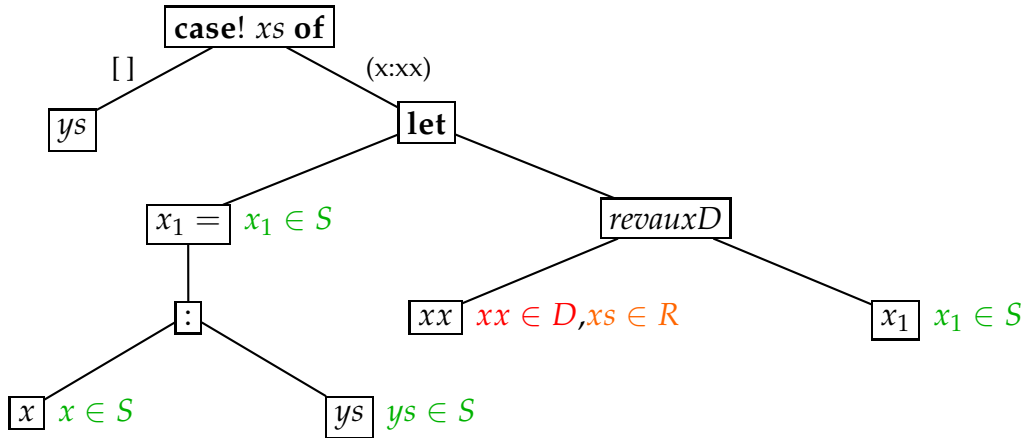 case! xs of
[ ] (x:xx)
ys let
x₁ = x₁ ∈ S revauxD
: xx xx ∈ D,xs ∈ R x₁ x₁ ∈ S
x x ∈ S ys ys ∈ S